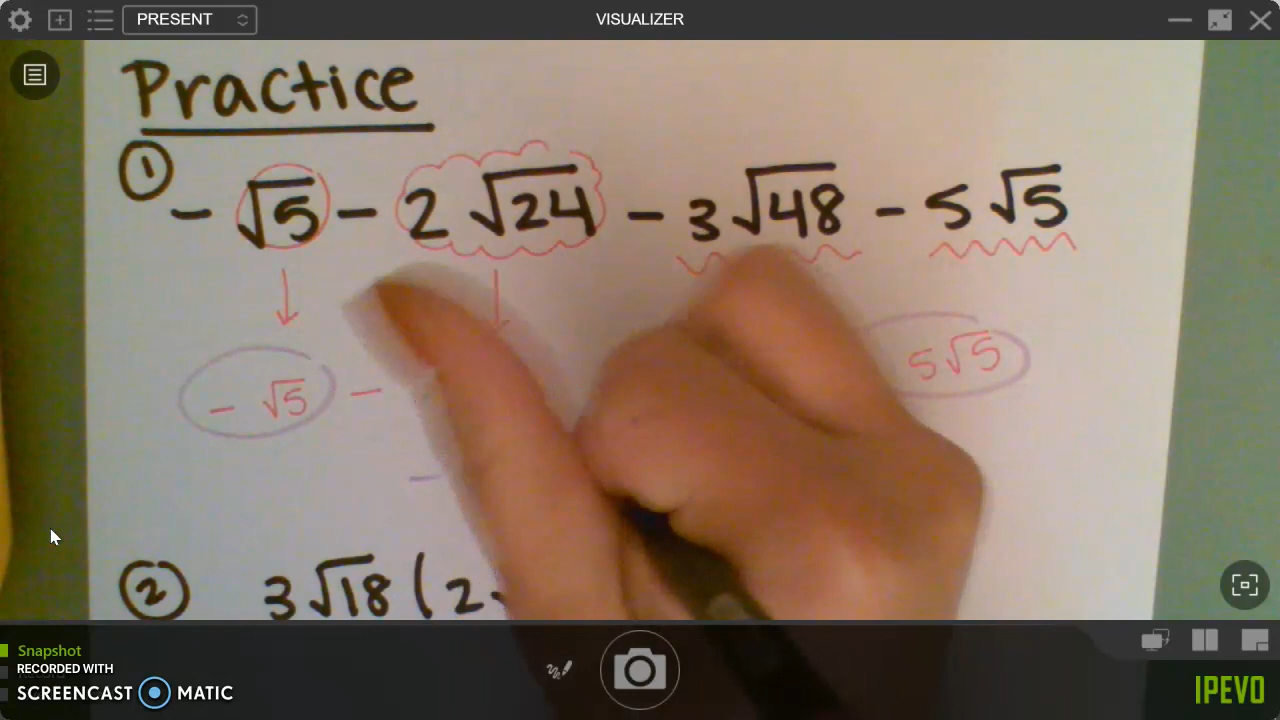 PRESENT VISUALIZER
Practice
① - √5 - 2 √24 - 3 √48 - 5 √5
5 √5
- √5 -
-
② 3 √18 ( 2
Snapshot
RECORDED WITH
SCREENCAST MATIC
IPEVO